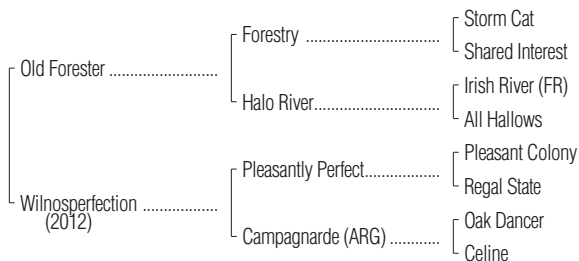 Storm Cat
Forestry ..................................
Shared Interest
Old Forester ...........................
Irish River (FR)
Halo River................................
All Hallows
Pleasant Colony
Pleasantly Perfect...................
Regal State
Wilnosperfection ...................
(2012)
Oak Dancer
Campagnarde (ARG) ............
Celine